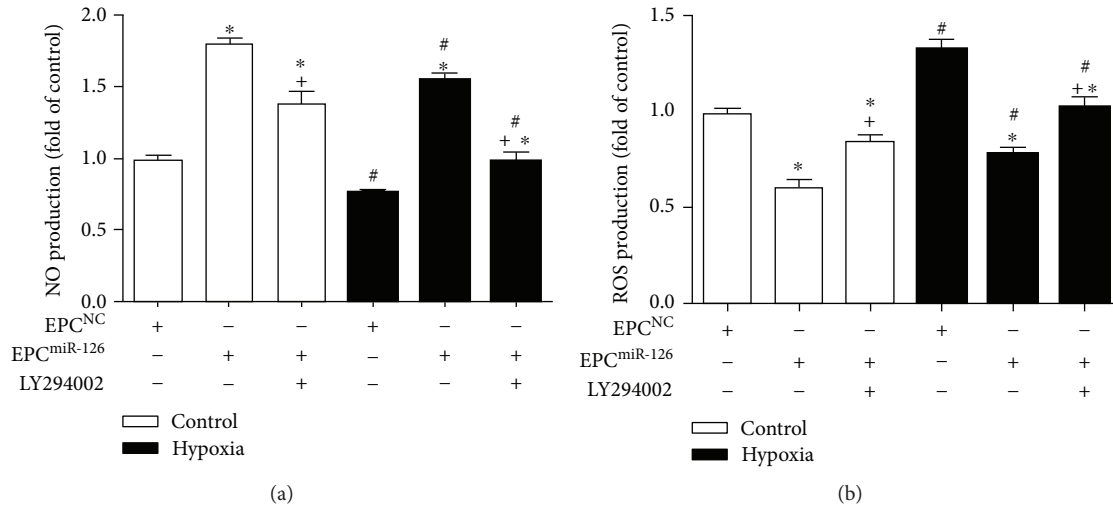 NO production (fold of control)
2.0
1.5
1.0
0.5
0.0
*
*
+
#
#
*
#
+ *
EPC^NC + − − + − −
EPC^miR-126 − + + − + +
LY294002 − − + − − +
Control
Hypoxia
(a)
ROS production (fold of control)
1.5
1.0
0.5
0.0
*
*
+
#
#
*
#
+ *
EPC^NC + − − + − −
EPC^miR-126 − + + − + +
LY294002 − − + − − +
Control
Hypoxia
(b)